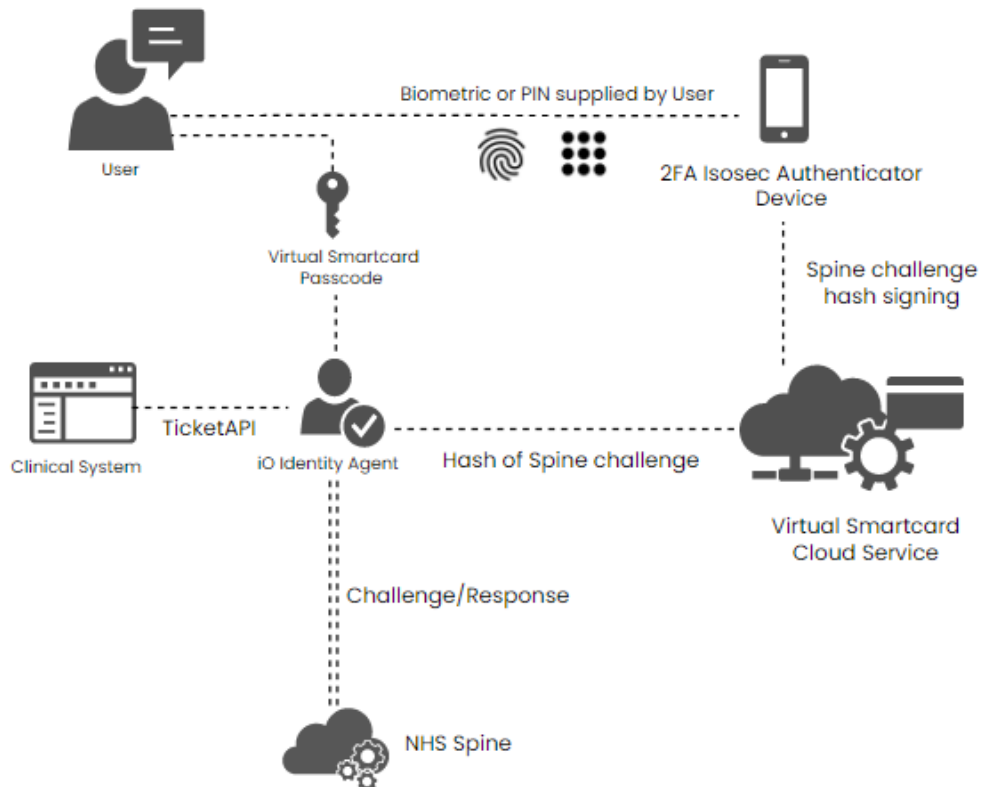 Biometric or PIN supplied by User
User
2FA Isosec Authenticator
Device
Virtual Smartcard
Passcode
Spine challenge
hash signing
TicketAPI
Clinical System
iO Identity Agent
Hash of Spine challenge
Virtual Smartcard
Cloud Service
Challenge/Response
NHS Spine